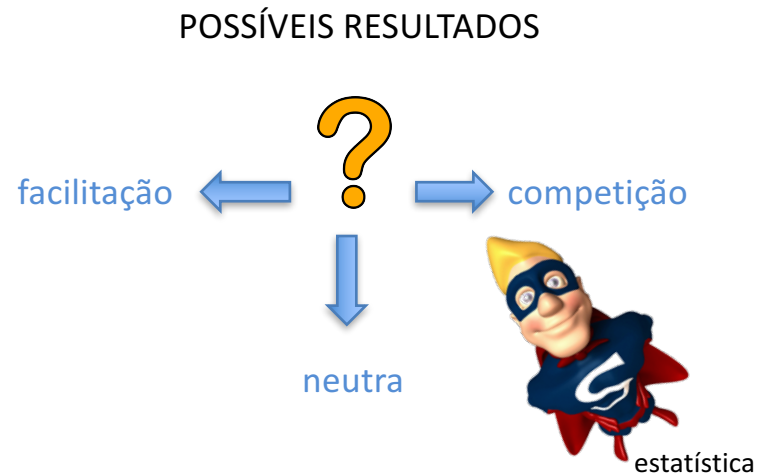 POSSÍVEIS RESULTADOS
?
facilitação
competição
neutra
estatística